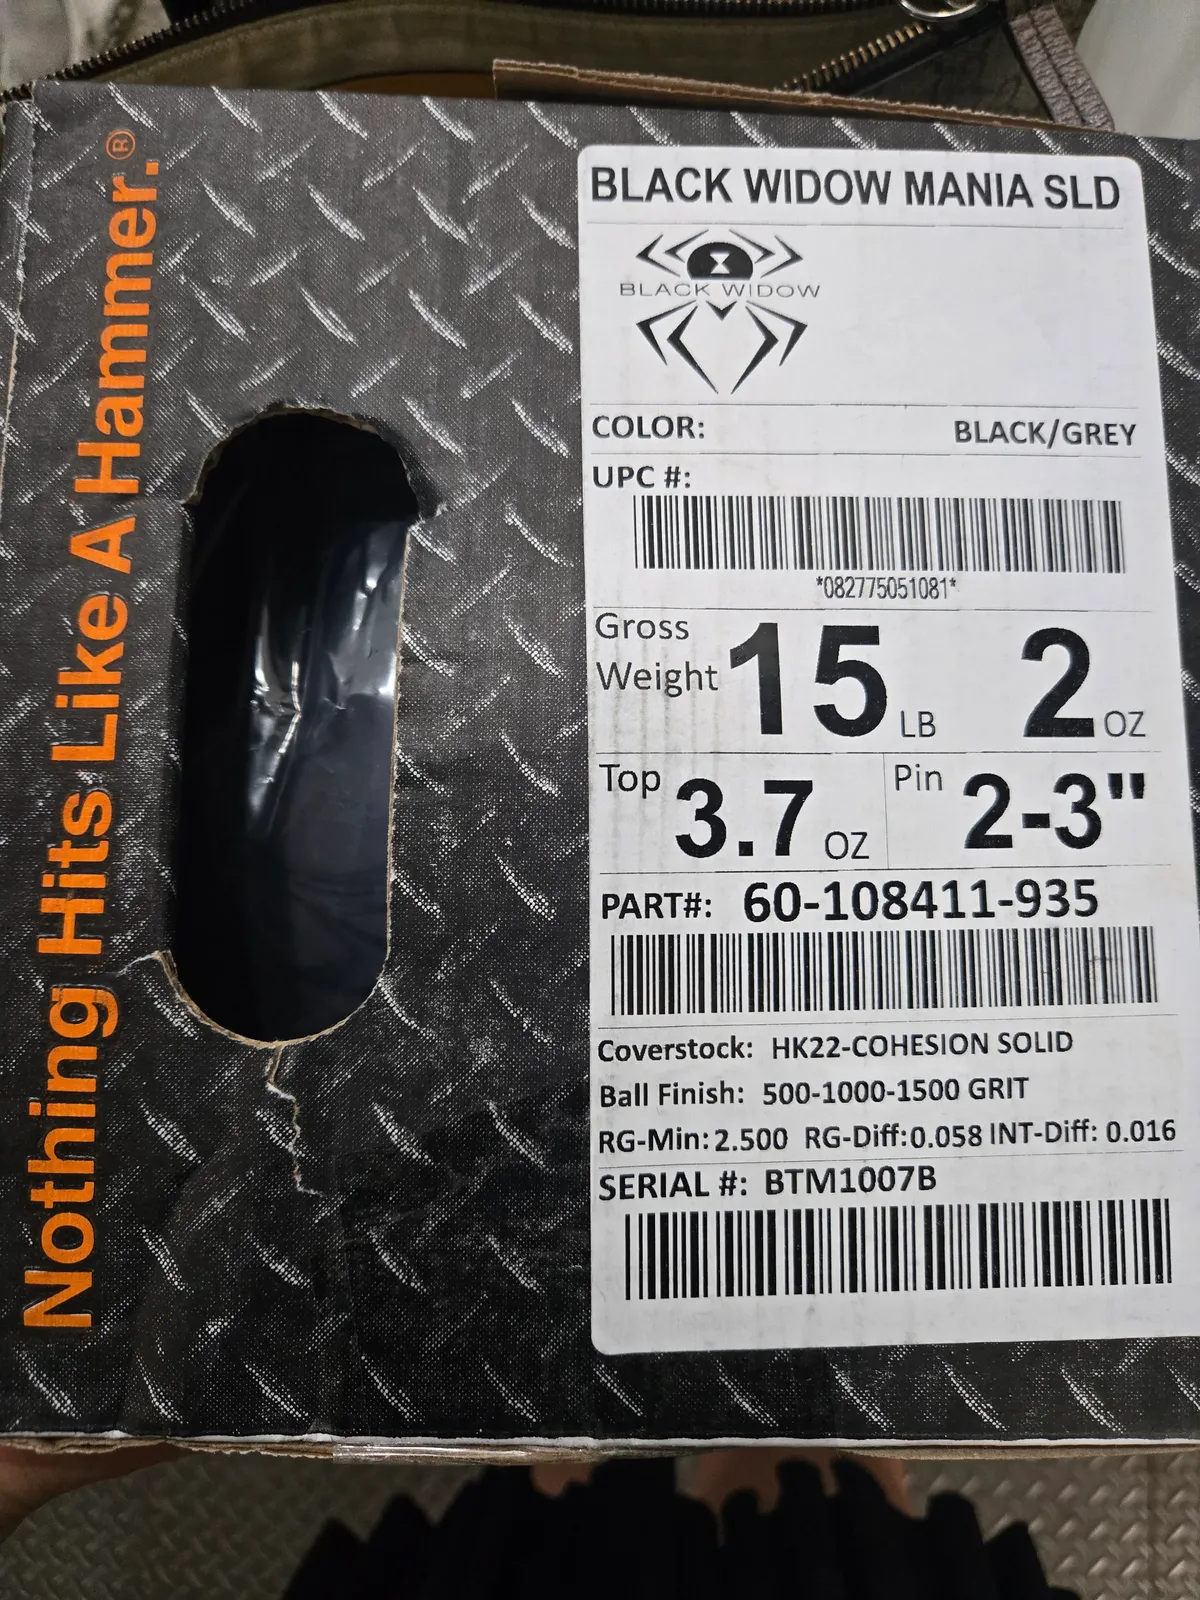 Nothing Hits Like A Hammer.®
BLACK WIDOW MANIA SLD
BLACK WIDOW
COLOR: BLACK/GREY
UPC #:
*082775051081*
Gross Weight 15 LB 2 OZ
Top 3.7 OZ Pin 2-3"
PART#: 60-108411-935
Coverstock: HK22-COHESION SOLID
Ball Finish: 500-1000-1500 GRIT
RG-Min: 2.500 RG-Diff: 0.058 INT-Diff: 0.016
SERIAL #: BTM1007B